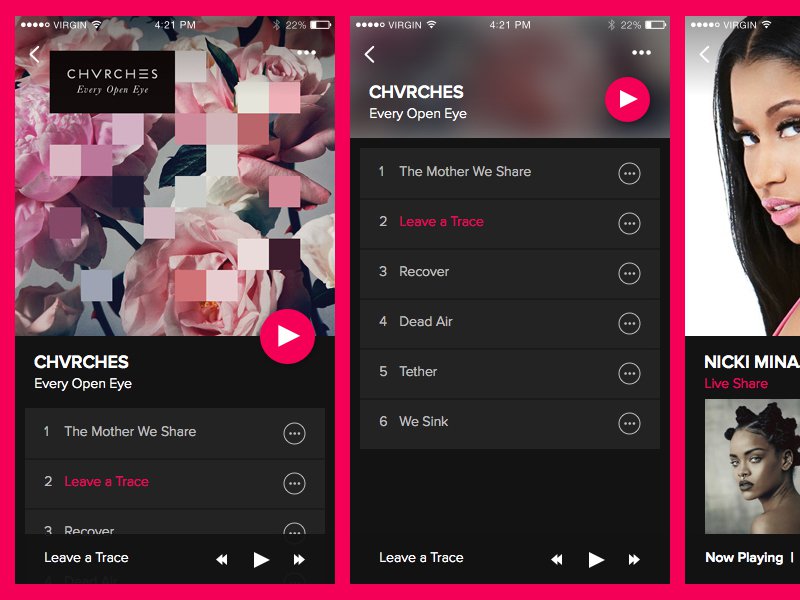 VIRGIN 4:21 PM 22%
CHVRCHES
Every Open Eye
CHVRCHES
Every Open Eye
1 The Mother We Share
2 Leave a Trace
3 Recover
Leave a Trace
4 Dead Air
VIRGIN 4:21 PM 22%
CHVRCHES
Every Open Eye
1 The Mother We Share
2 Leave a Trace
3 Recover
4 Dead Air
5 Tether
6 We Sink
Leave a Trace
VIRGIN
NICKI MINA
Live Share
Now Playing |